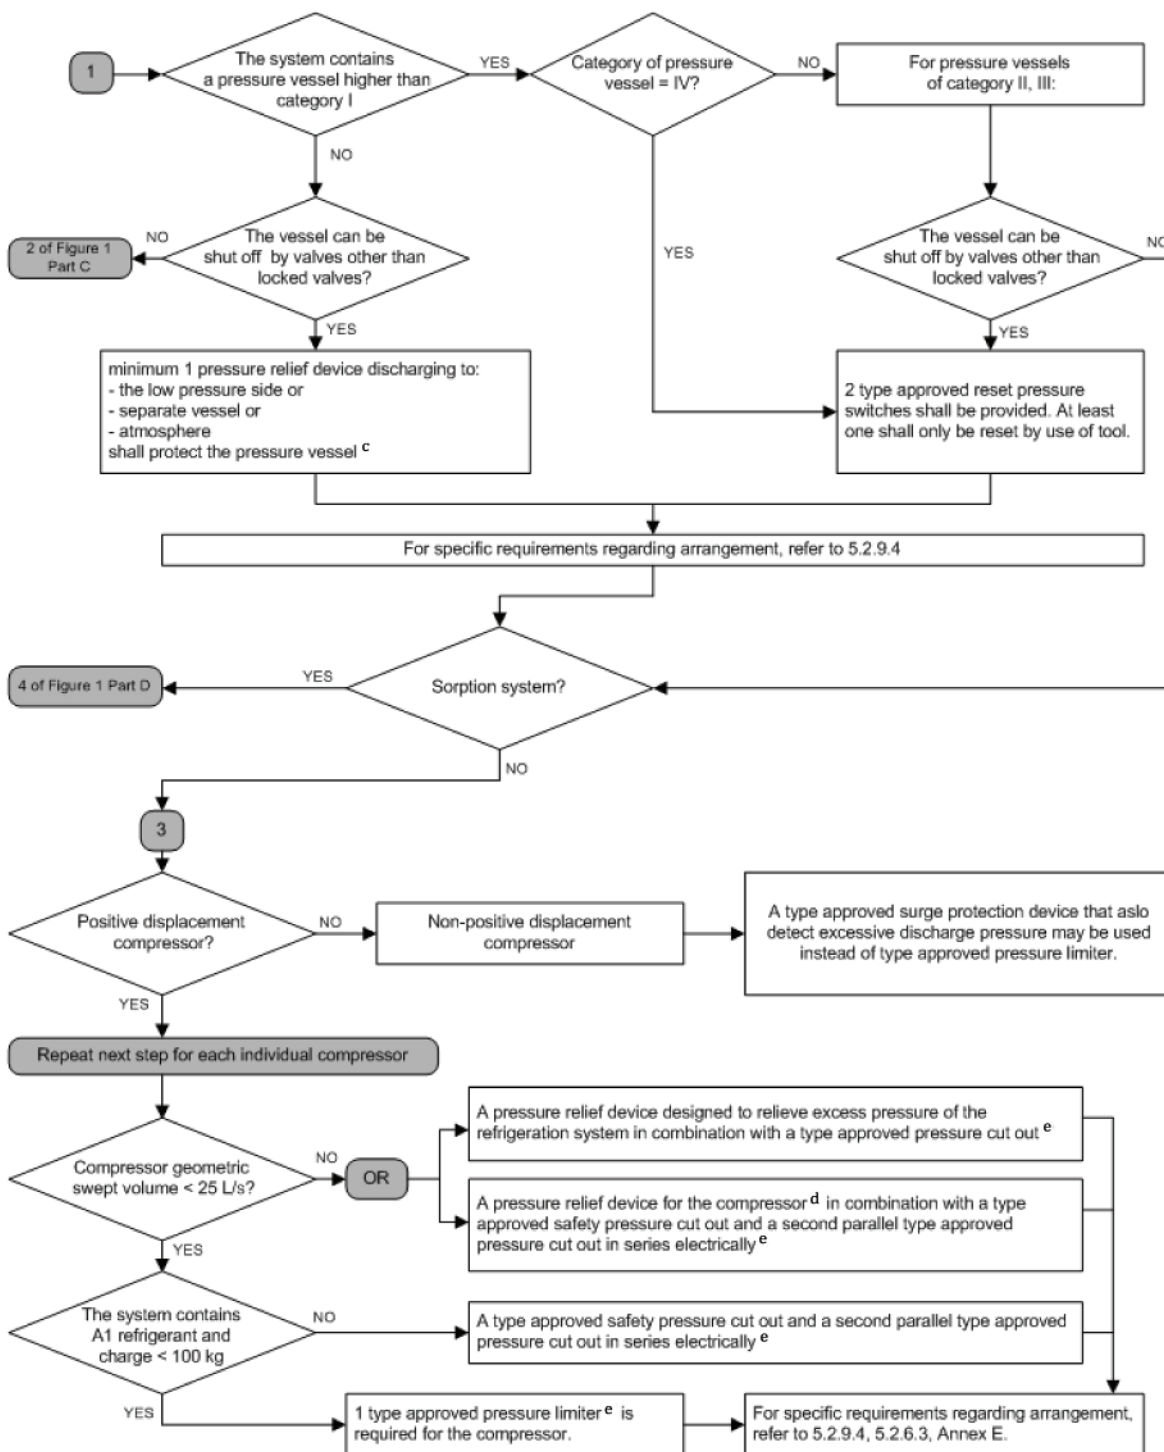 1
The system contains
a pressure vessel higher than
category I
YES
Category of pressure
vessel = IV?
NO
For pressure vessels
of category II, III:
NO
YES
2 of Figure 1
Part C
NO
The vessel can be
shut off by valves other than
locked valves?
The vessel can be
shut off by valves other than
locked valves?
NO
YES
YES
minimum 1 pressure relief device discharging to:
- the low pressure side or
- separate vessel or
- atmosphere
shall protect the pressure vessel c
2 type approved reset pressure
switches shall be provided. At least
one shall only be reset by use of tool.
For specific requirements regarding arrangement, refer to 5.2.9.4
4 of Figure 1 Part D
YES
Sorption system?
NO
3
Positive displacement
compressor?
NO
Non-positive displacement
compressor
A type approved surge protection device that aslo
detect excessive discharge pressure may be used
instead of type approved pressure limiter.
YES
Repeat next step for each individual compressor
Compressor geometric
swept volume < 25 L/s?
NO
OR
A pressure relief device designed to relieve excess pressure of the
refrigeration system in combination with a type approved pressure cut out e
A pressure relief device for the compressor d in combination with a type
approved safety pressure cut out and a second parallel type approved
pressure cut out in series electrically e
YES
The system contains
A1 refrigerant and
charge < 100 kg
NO
A type approved safety pressure cut out and a second parallel type approved
pressure cut out in series electrically e
YES
1 type approved pressure limiter e is
required for the compressor.
For specific requirements regarding arrangement,
refer to 5.2.9.4, 5.2.6.3, Annex E.